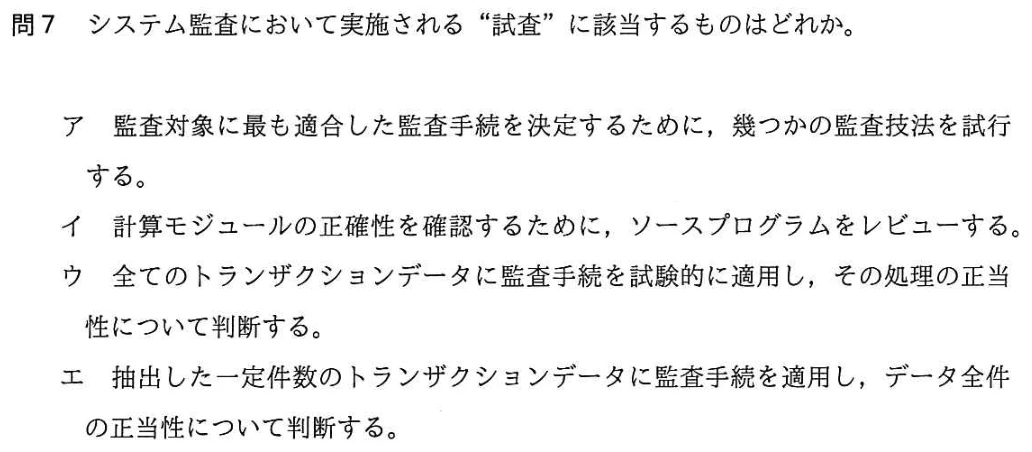 問7 システム監査において実施される“試査”に該当するものはどれか。
ア 監査対象に最も適合した監査手続を決定するために，幾つかの監査技法を試行
する。
イ 計算モジュールの正確性を確認するために，ソースプログラムをレビューする。
ウ 全てのトランザクションデータに監査手続を試験的に適用し，その処理の正当
性について判断する。
エ 抽出した一定件数のトランザクションデータに監査手続を適用し，データ全件
の正当性について判断する。